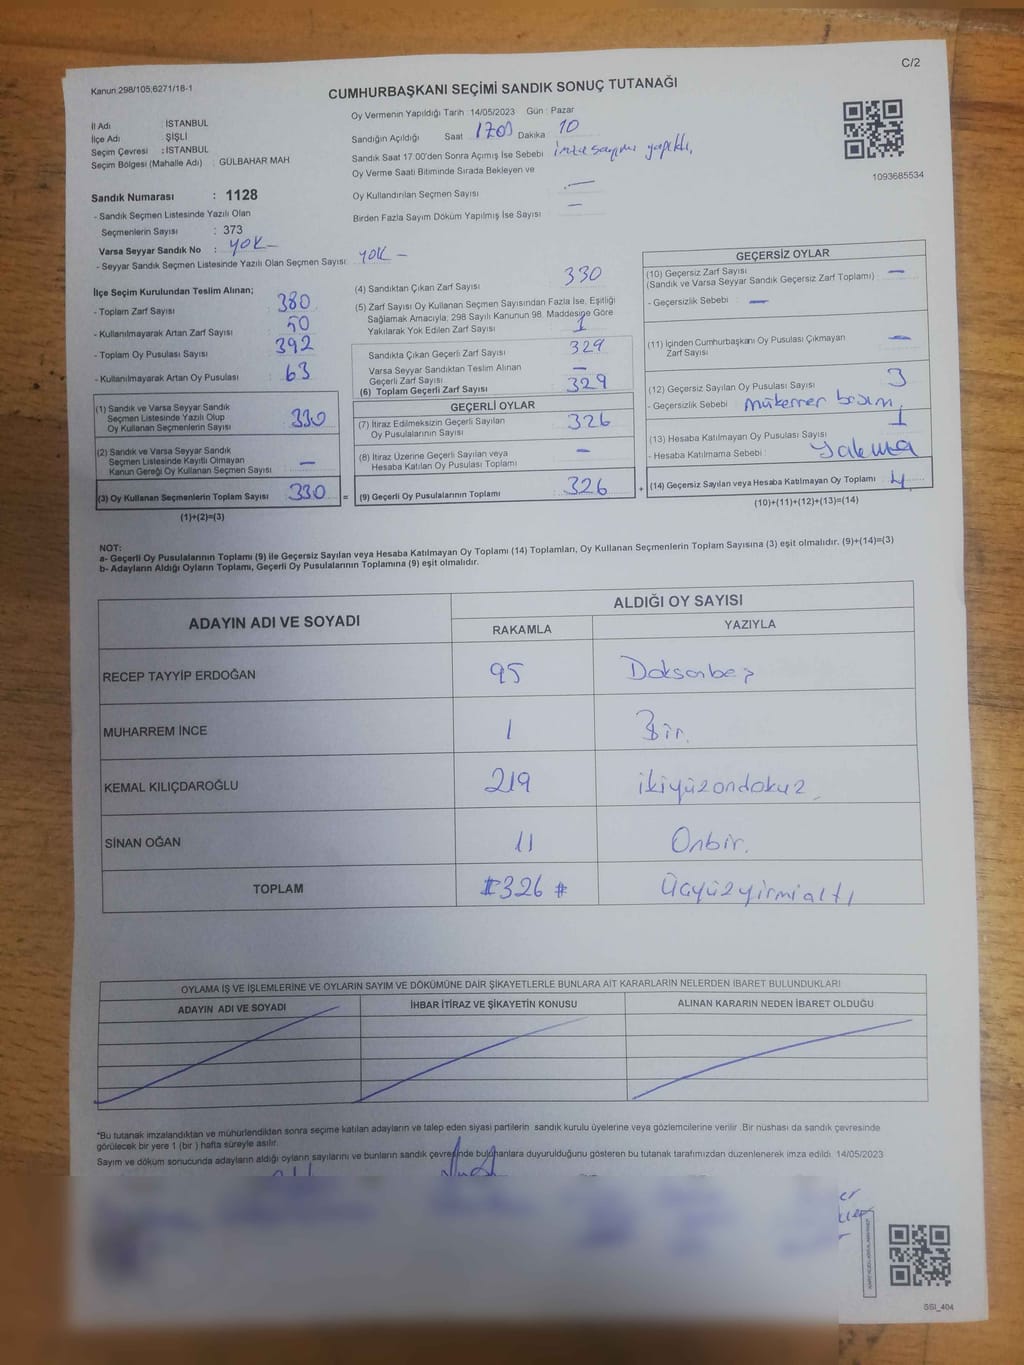 C/2
Kanun 298/105;6271/18-1
CUMHURBAŞKANI SEÇİMİ SANDIK SONUÇ TUTANAĞI
İl Adı : İSTANBUL
İlçe Adı : ŞİŞLİ
Seçim Çevresi : İSTANBUL
Seçim Bölgesi (Mahalle Adı) : GÜLBAHAR MAH
Oy Vermenin Yapıldığı Tarih : 14/05/2023 Gün : Pazar
Sandığın Açıldığı Saat 1700 Dakika 10
Sandık Saat 17.00'den Sonra Açımış İse Sebebi imza sayımı yapıldı.
Oy Verme Saati Bitiminde Sırada Bekleyen ve
Oy Kullandırılan Seçmen Sayısı —
Birden Fazla Sayım Döküm Yapılmış İse Sayısı —
1093685534
Sandık Numarası : 1128
- Sandık Seçmen Listesinde Yazılı Olan
Seçmenlerin Sayısı : 373
Varsa Seyyar Sandık No : YOK -
- Seyyar Sandık Seçmen Listesinde Yazılı Olan Seçmen Sayısı: YOK -
İlçe Seçim Kurulundan Teslim Alınan;
- Toplam Zarf Sayısı 380
- Kullanılmayarak Artan Zarf Sayısı 50
- Toplam Oy Pusulası Sayısı 392
- Kullanılmayarak Artan Oy Pusulası 63
(1) Sandık ve Varsa Seyyar Sandık
Seçmen Listesinde Yazılı Olup
Oy Kullanan Seçmenlerin Sayısı 330
(2) Sandık ve Varsa Seyyar Sandık
Seçmen Listesinde Kayıtlı Olmayan
Kanun Gereği Oy Kullanan Seçmen Sayısı —
(3) Oy Kullanan Seçmenlerin Toplam Sayısı 330 =
(1)+(2)=(3)
(4) Sandıktan Çıkan Zarf Sayısı 330
(5) Zarf Sayısı Oy Kullanan Seçmen Sayısından Fazla İse, Eşitliği
Sağlamak Amacıyla; 298 Sayılı Kanunun 98. Maddesine Göre
Yakılarak Yok Edilen Zarf Sayısı 1
Sandıkta Çıkan Geçerli Zarf Sayısı 329
Varsa Seyyar Sandıktan Teslim Alınan
Geçerli Zarf Sayısı —
(6) Toplam Geçerli Zarf Sayısı 329
GEÇERLİ OYLAR
(7) İtiraz Edilmeksizin Geçerli Sayılan
Oy Pusulalarının Sayısı 326
(8) İtiraz Üzerine Geçerli Sayılan veya
Hesaba Katılan Oy Pusulası Toplamı —
(9) Geçerli Oy Pusulalarının Toplamı 326 +
GEÇERSİZ OYLAR
(10) Geçersiz Zarf Sayısı
(Sandık ve Varsa Seyyar Sandık Geçersiz Zarf Toplamı) : —
- Geçersizlik Sebebi : —
(11) İçinden Cumhurbaşkanı Oy Pusulası Çıkmayan
Zarf Sayısı —
(12) Geçersiz Sayılan Oy Pusulası Sayısı 3
- Geçersizlik Sebebi : Mükerrer basım.
(13) Hesaba Katılmayan Oy Pusulası Sayısı 1
- Hesaba Katılmama Sebebi : Yakma
(14) Geçersiz Sayılan veya Hesaba Katılmayan Oy Toplamı 4
(10)+(11)+(12)+(13)=(14)
NOT:
a- Geçerli Oy Pusulalarının Toplamı (9) ile Geçersiz Sayılan veya Hesaba Katılmayan Oy Toplamı (14) Toplamları, Oy Kullanan Seçmenlerin Toplam Sayısına (3) eşit olmalıdır. (9)+(14)=(3)
b- Adayların Aldığı Oyların Toplamı, Geçerli Oy Pusulalarının Toplamına (9) eşit olmalıdır.
ADAYIN ADI VE SOYADI ALDIĞI OY SAYISI
RAKAMLA YAZIYLA
RECEP TAYYİP ERDOĞAN 95 Doksanbeş
MUHARREM İNCE 1 Bir.
KEMAL KILIÇDAROĞLU 219 ikiyüzondokuz.
SİNAN OĞAN 11 Onbir.
TOPLAM #326# Üçyüzyirmialtı
OYLAMA İŞ VE İŞLEMLERİNE VE OYLARIN SAYIM VE DÖKÜMÜNE DAİR ŞİKAYETLERLE BUNLARA AİT KARARLARIN NELERDEN İBARET BULUNDUKLARI
ADAYIN ADI VE SOYADI İHBAR İTİRAZ VE ŞİKAYETİN KONUSU ALINAN KARARIN NEDEN İBARET OLDUĞU
*Bu tutanak imzalandıktan ve mühürlendikten sonra seçime katılan adayların ve talep eden siyasi partilerin sandık kurulu üyelerine veya gözlemcilerine verilir. Bir nüshası da sandık çevresinde
görülecek bir yere 1 (bir ) hafta süreyle asılır.
Sayım ve döküm sonucunda adayların aldığı oyların sayılarını ve bunların sandık çevresinde bulunanlara duyurulduğunu gösteren bu tutanak tarafımızdan düzenlenerek imza edildi. 14/05/2023
SSI_404